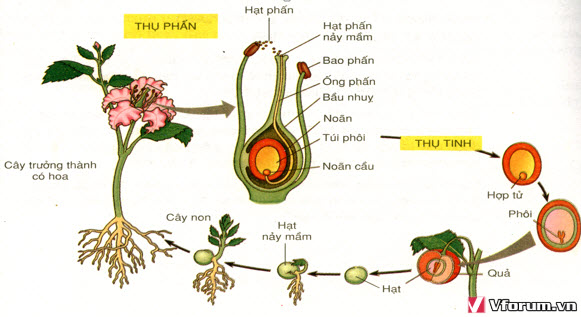 Hạt phấn
THỤ PHẤN
Hạt phấn
nảy mầm
Bao phấn
Ống phấn
Bầu nhuỵ
Noãn
Túi phôi
Noãn cầu
THỤ TINH
Hợp tử
Phôi
Quả
Hạt
Hạt
nảy mầm
Cây non
Cây trưởng thành
có hoa
Vforum.vn